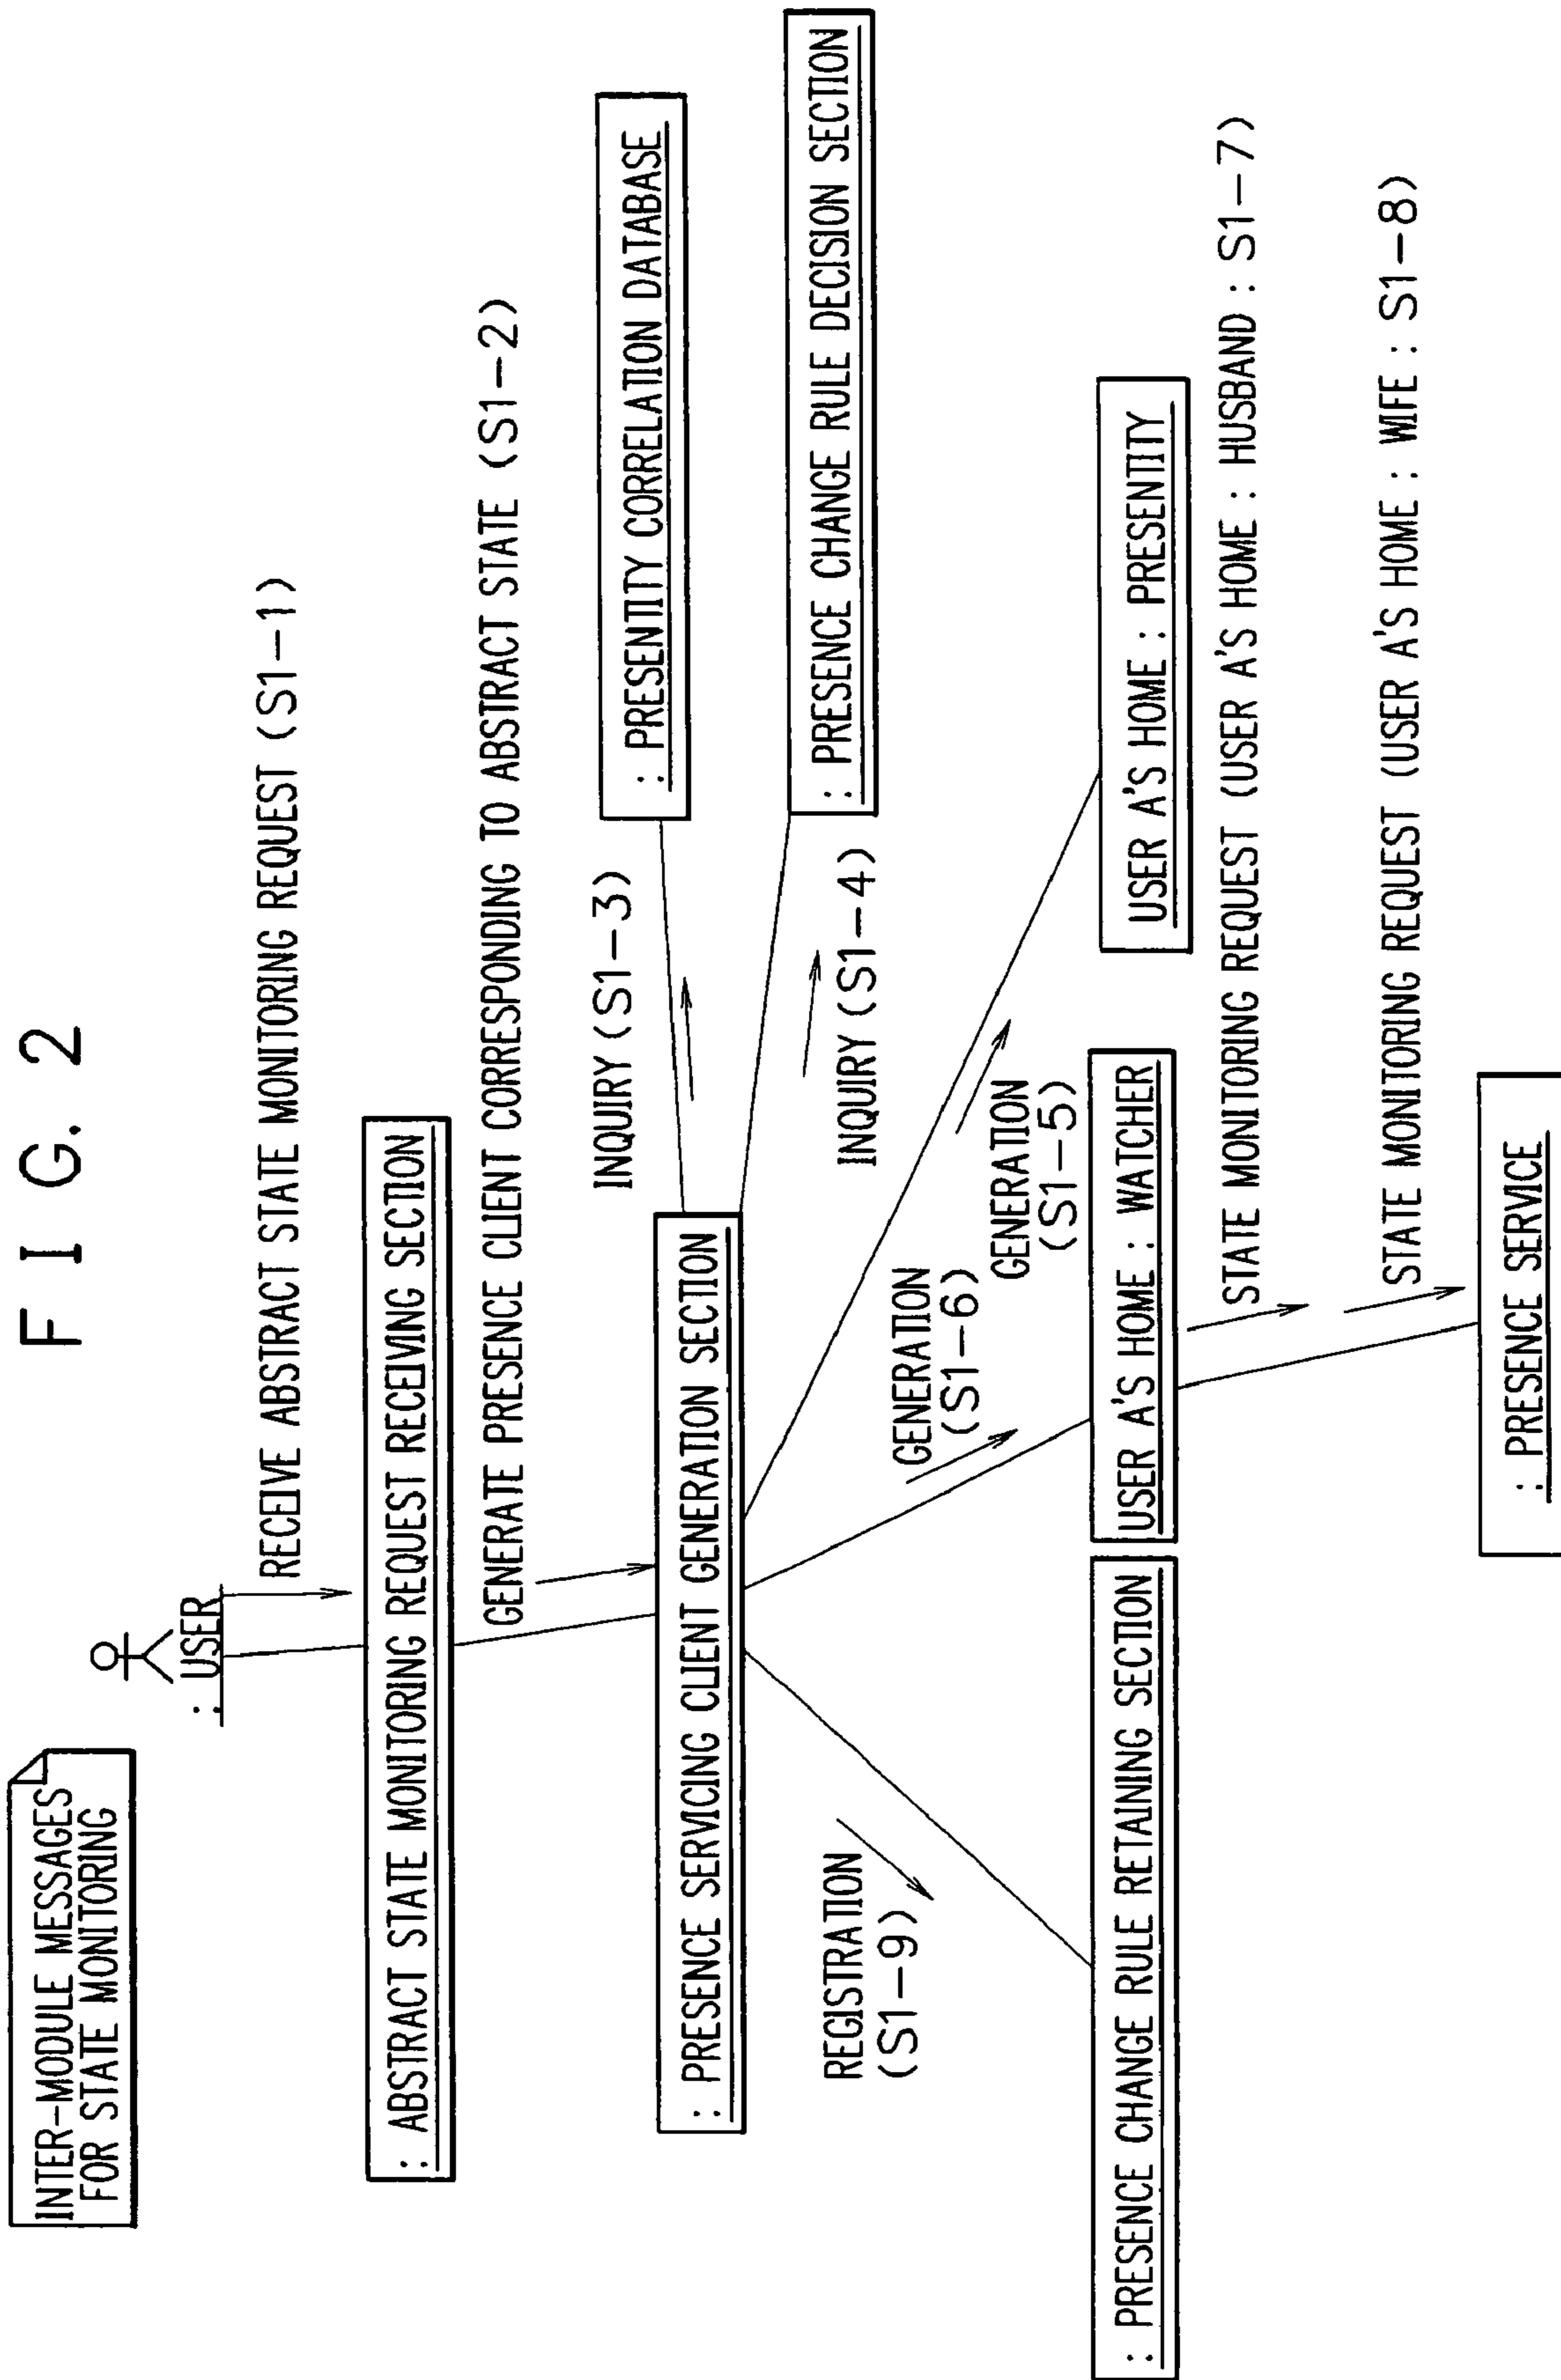 F I G. 2
INTER-MODULE MESSAGES
FOR STATE MONITORING
: USER
RECEIVE ABSTRACT STATE MONITORING REQUEST (S1-1)
: ABSTRACT STATE MONITORING REQUEST RECEIVING SECTION
GENERATE PRESENCE CLIENT CORRESPONDING TO ABSTRACT STATE (S1-2)
INQUIRY (S1-3)
: PRESENTITY CORRELATION DATABASE
: PRESENCE SERVICING CLIENT GENERATION SECTION
INQUIRY (S1-4)
: PRESENCE CHANGE RULE DECISION SECTION
REGISTRATION
(S1-9)
GENERATION
(S1-6)
GENERATION
(S1-5)
: PRESENCE CHANGE RULE RETAINING SECTION
USER A'S HOME : WATCHER
USER A'S HOME : PRESENTITY
STATE MONITORING REQUEST (USER A'S HOME : HUSBAND : S1-7)
STATE MONITORING REQUEST (USER A'S HOME : WIFE : S1-8)
: PRESENCE SERVICE